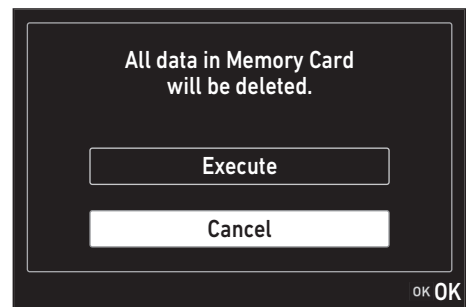 All data in Memory Card
will be deleted.
Execute
Cancel
OK OK